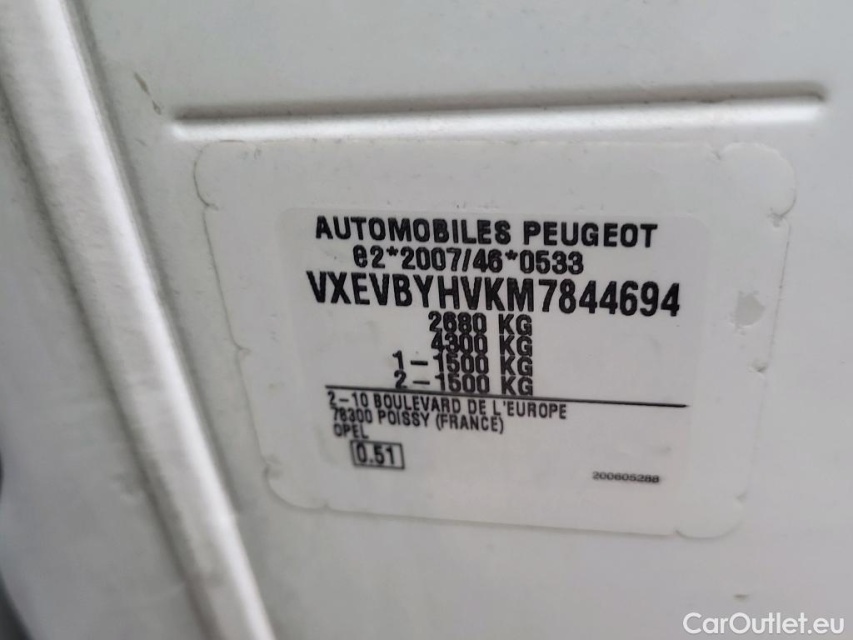 AUTOMOBILES PEUGEOT
e2*2007/46*0533
VXEVBYHVKM7844694
2680 KG
4300 KG
1-1500 KG
2-1500 KG
2-10 BOULEVARD DE L'EUROPE
78300 POISSY (FRANCE)
OPEL
0.51
200605288
CarOutlet.eu